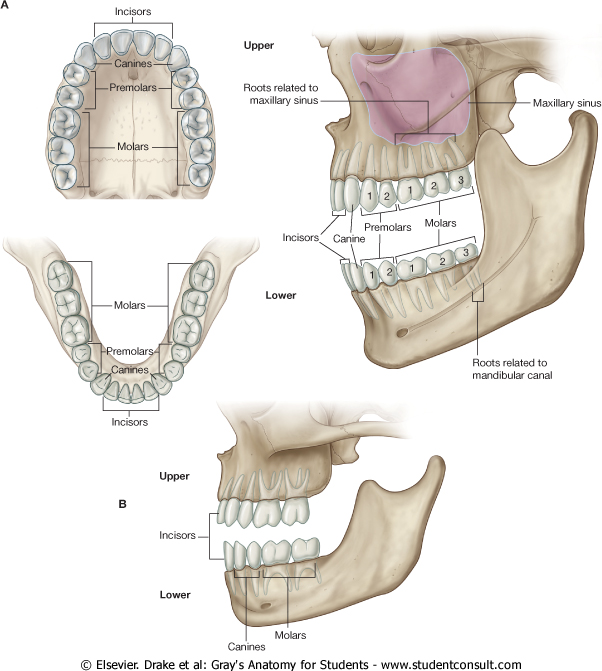 A
Incisors
Canines
Premolars
Molars
Molars
Premolars
Canines
Incisors
Upper
Roots related to
maxillary sinus
Maxillary sinus
1 2 1 2 3
Incisors
Canine
Premolars
Molars
1 2 1 2 3
Lower
Roots related to
mandibular canal
B
Upper
Incisors
Lower
Canines
Molars
© Elsevier. Drake et al: Gray's Anatomy for Students - www.studentconsult.com